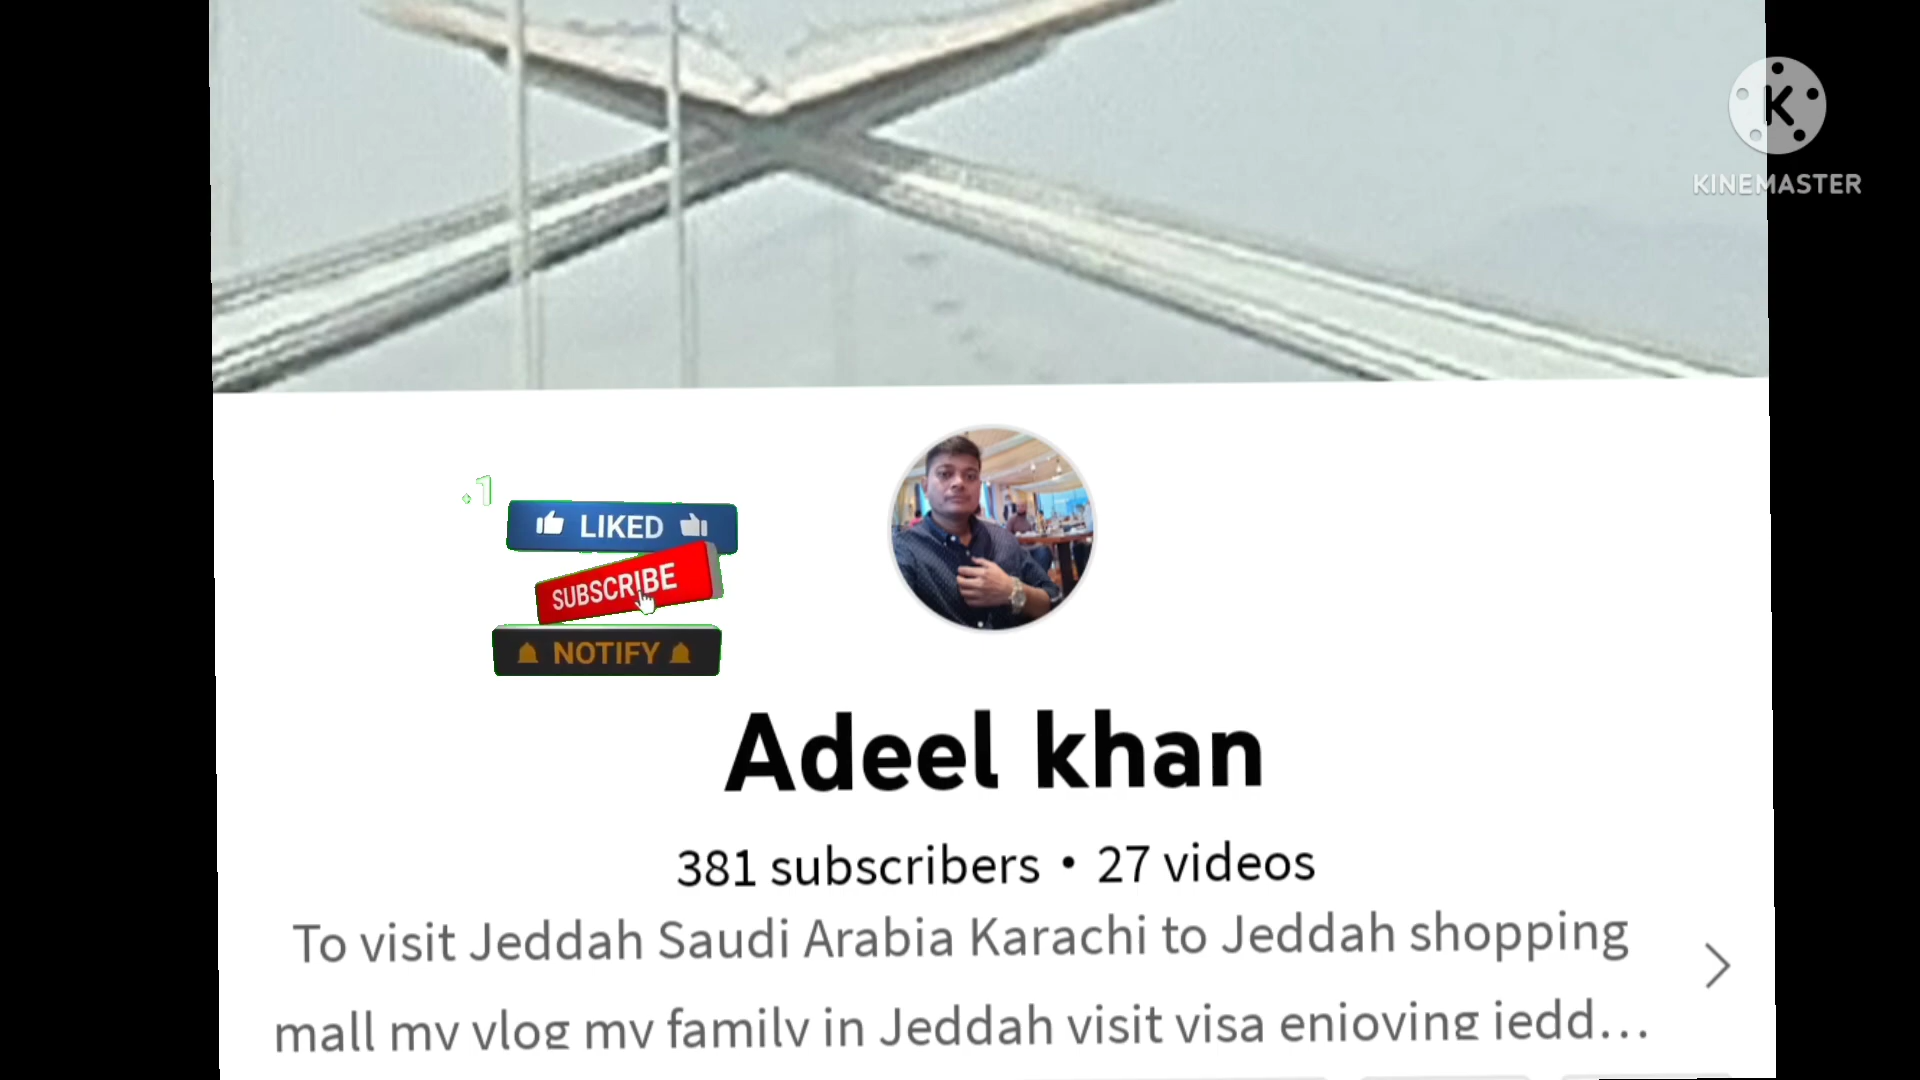 KINEMASTER
LIKED
SUBSCRIBE
NOTIFY
Adeel khan
381 subscribers • 27 videos
To visit Jeddah Saudi Arabia Karachi to Jeddah shopping
mall my vlog my family in Jeddah visit visa enjoying jedd...